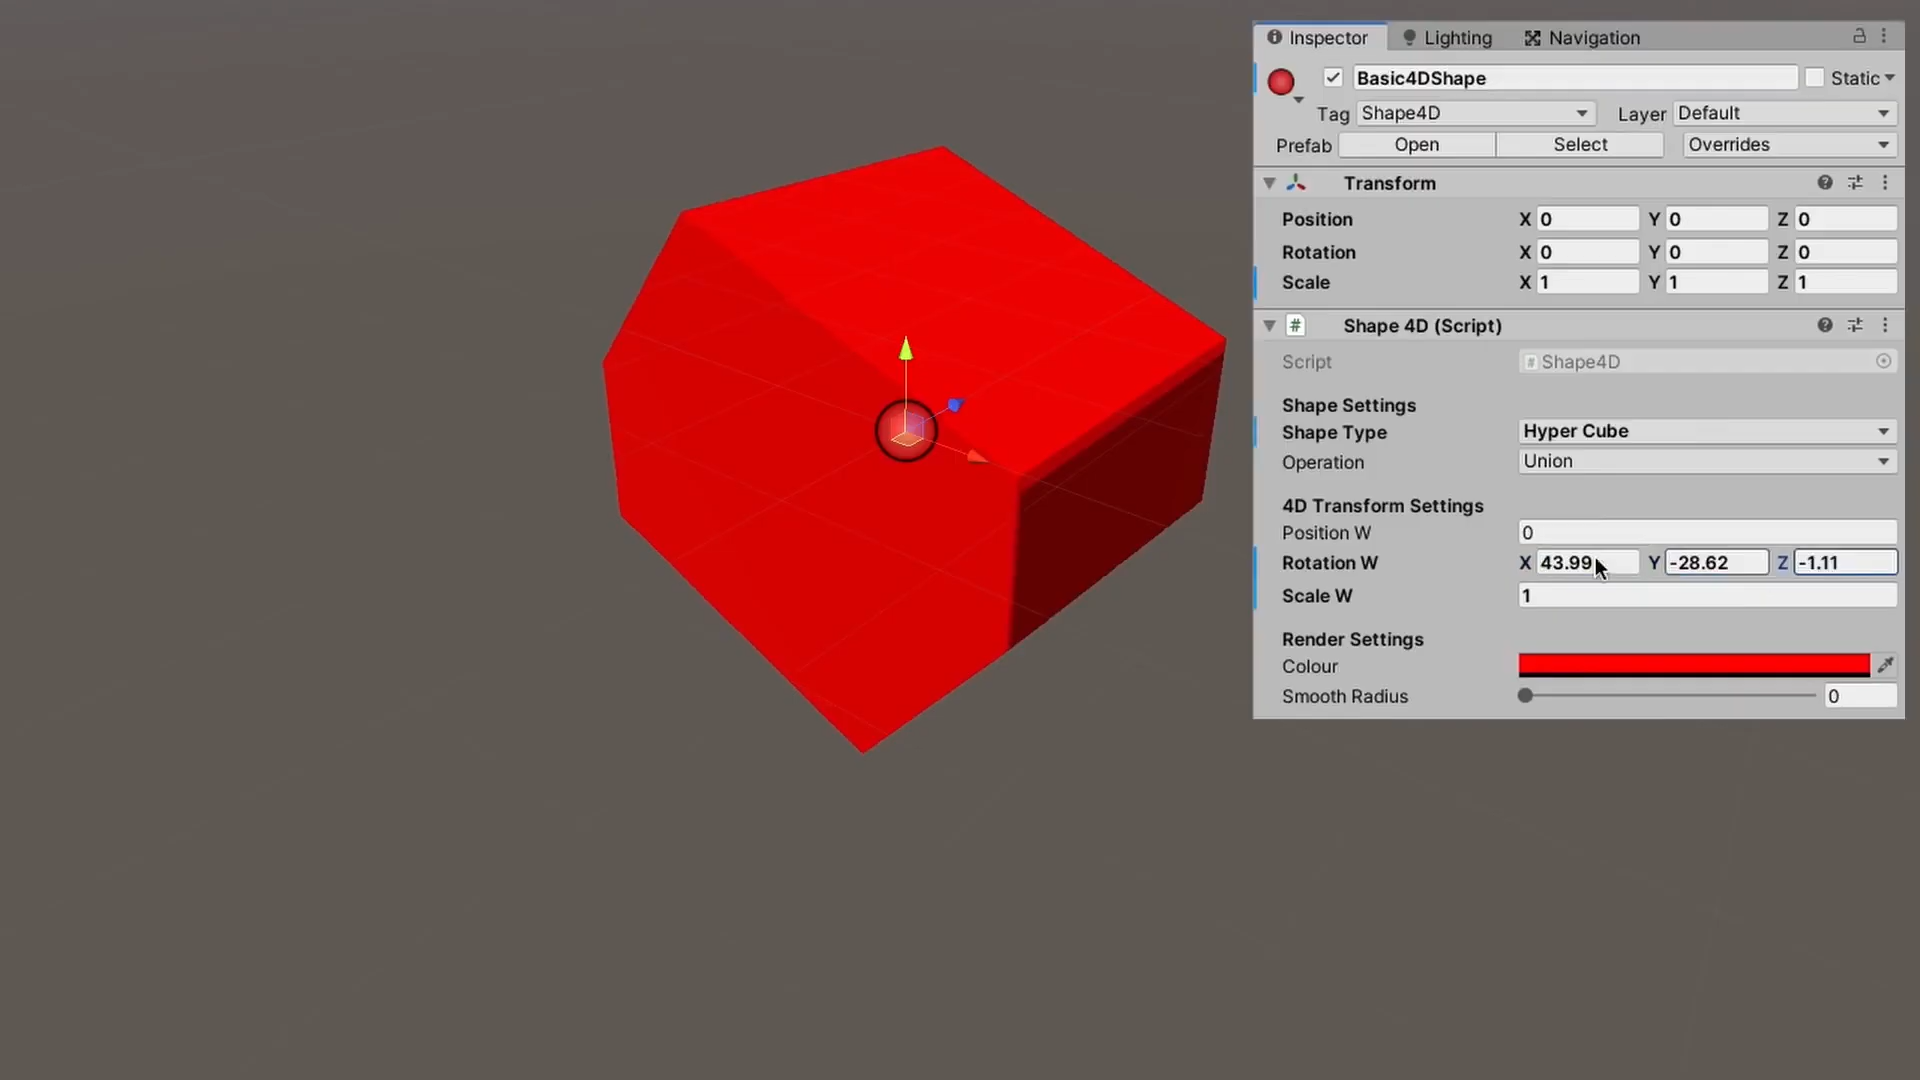 Inspector Lighting Navigation
Basic4DShape Static
Tag Shape4D Layer Default
Prefab Open Select Overrides
Transform
Position X 0 Y 0 Z 0
Rotation X 0 Y 0 Z 0
Scale X 1 Y 1 Z 1
# Shape 4D (Script)
Script # Shape4D
Shape Settings
Shape Type Hyper Cube
Operation Union
4D Transform Settings
Position W 0
Rotation W X 43.99 Y -28.62 Z -1.11
Scale W 1
Render Settings
Colour
Smooth Radius 0